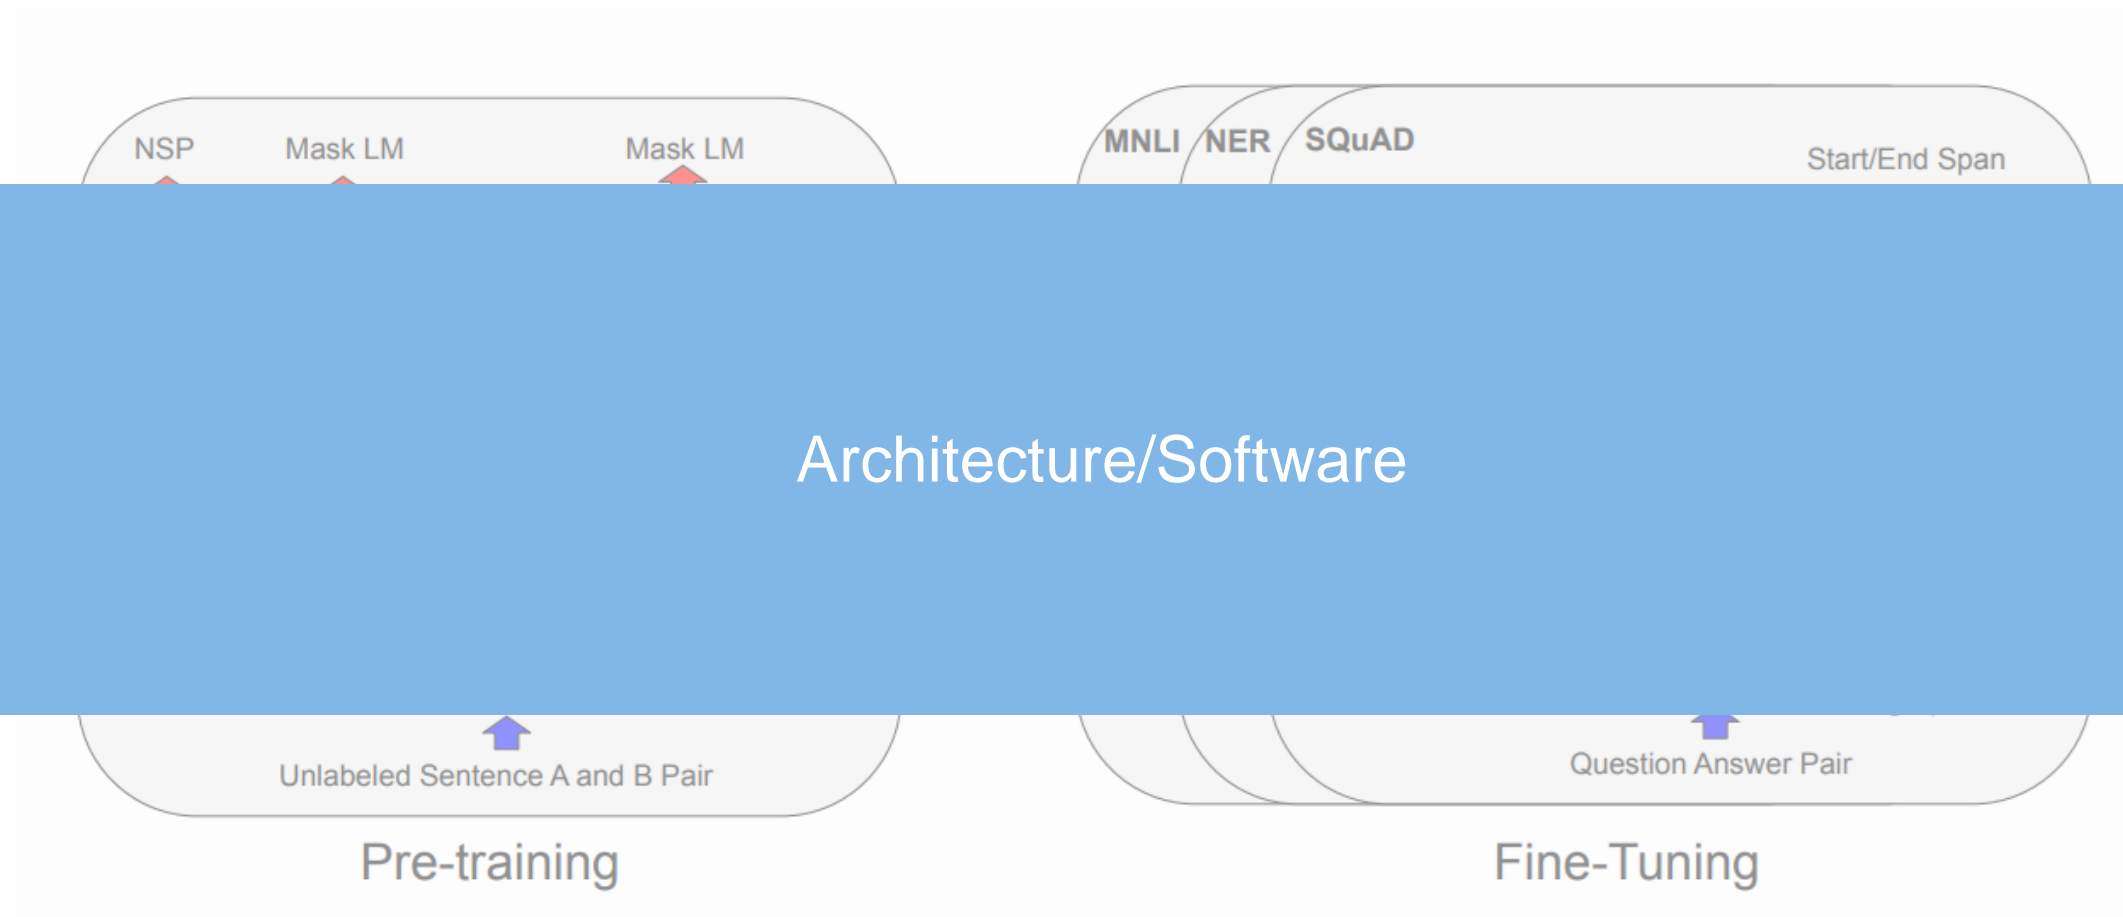 NSP Mask LM Mask LM
MNLI NER SQuAD
Start/End Span
Architecture/Software
Unlabeled Sentence A and B Pair
Question Answer Pair
Pre-training
Fine-Tuning